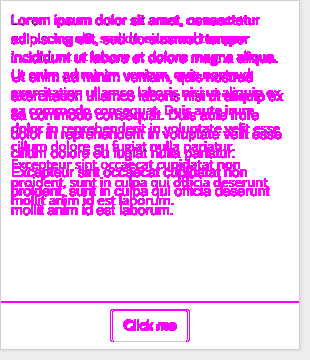 Lorem ipsum dolor sit amet, consectetur
adipiscing elit, sed do eiusmod tempor
incididunt ut labore et dolore magna aliqua.
Ut enim ad minim veniam, quis nostrud
exercitation ullamco laboris nisi ut aliquip ex
ea commodo consequat. Duis aute irure
dolor in reprehenderit in voluptate velit esse
cillum dolore eu fugiat nulla pariatur.
Excepteur sint occaecat cupidatat non
proident, sunt in culpa qui officia deserunt
mollit anim id est laborum.
Click me